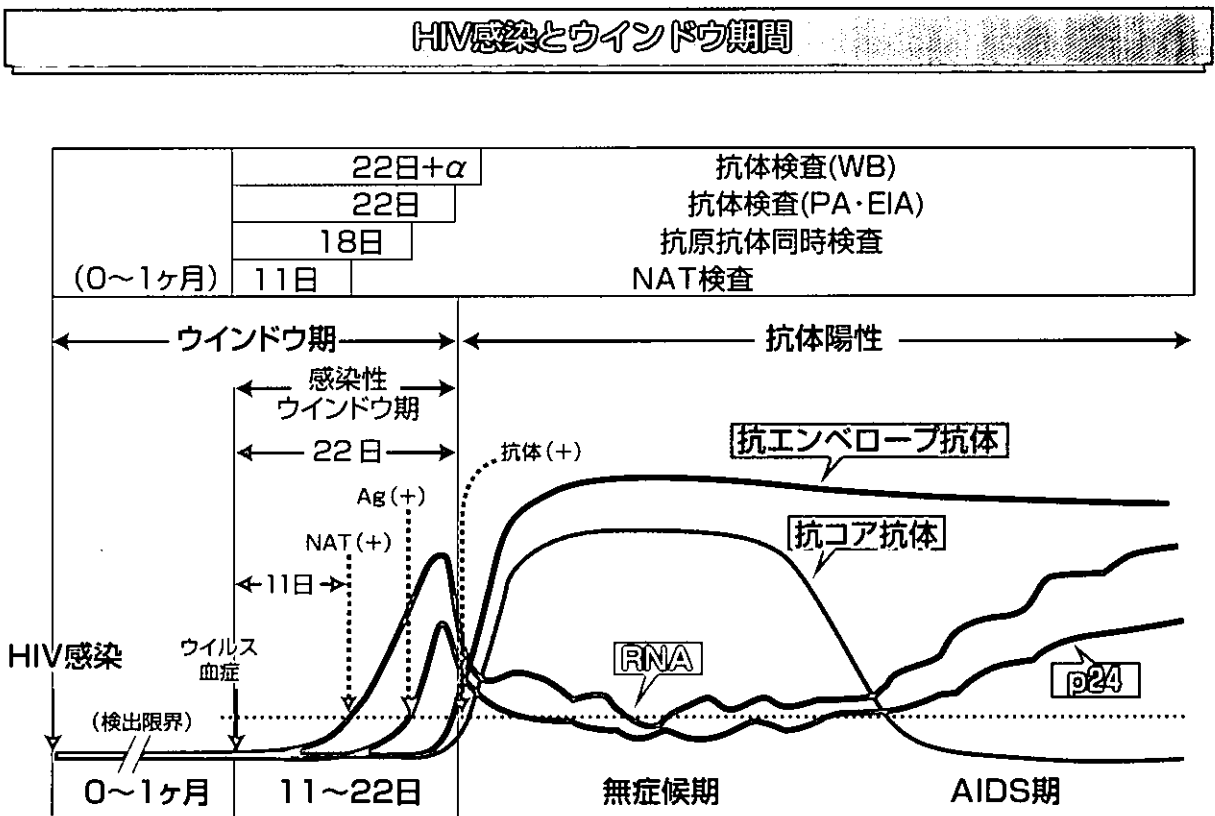 HIV感染とウインドウ期間
22日+α 抗体検査(WB)
22日 抗体検査(PA・EIA)
18日 抗原抗体同時検査
(0～1ヶ月) 11日 NAT検査
ウインドウ期 抗体陽性
感染性
ウインドウ期
22日
抗体(+)
抗エンベロープ抗体
Ag(+)
NAT(+)
抗コア抗体
11日
HIV感染
ウイルス
血症
RNA
p24
(検出限界)
0～1ヶ月 11～22日 無症候期 AIDS期